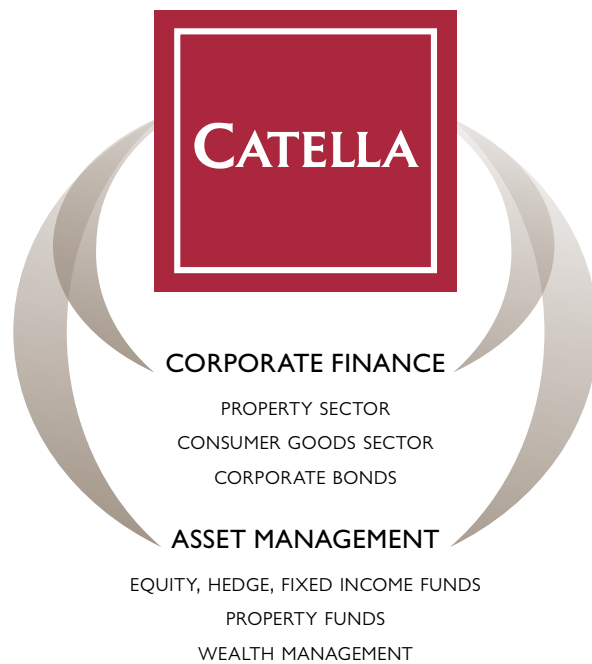 CATELLA
CORPORATE FINANCE
PROPERTY SECTOR
CONSUMER GOODS SECTOR
CORPORATE BONDS
ASSET MANAGEMENT
EQUITY, HEDGE, FIXED INCOME FUNDS
PROPERTY FUNDS
WEALTH MANAGEMENT